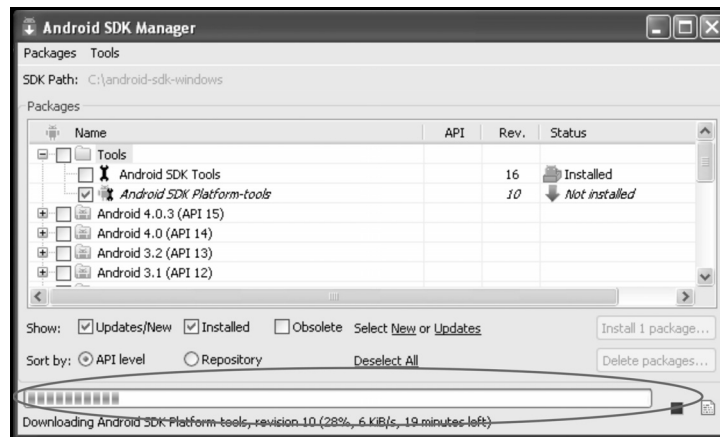 Android SDK Manager
Packages Tools
SDK Path: C:\android-sdk-windows
Packages
Name API Rev. Status
Tools
Android SDK Tools 16 Installed
Android SDK Platform-tools 10 Not installed
Android 4.0.3 (API 15)
Android 4.0 (API 14)
Android 3.2 (API 13)
Android 3.1 (API 12)
Show: Updates/New Installed Obsolete Select New or Updates Install 1 package...
Sort by: API level Repository Deselect All Delete packages...
Downloading Android SDK Platform-tools, revision 10 (28%, 6 KiB/s, 19 minutes left)